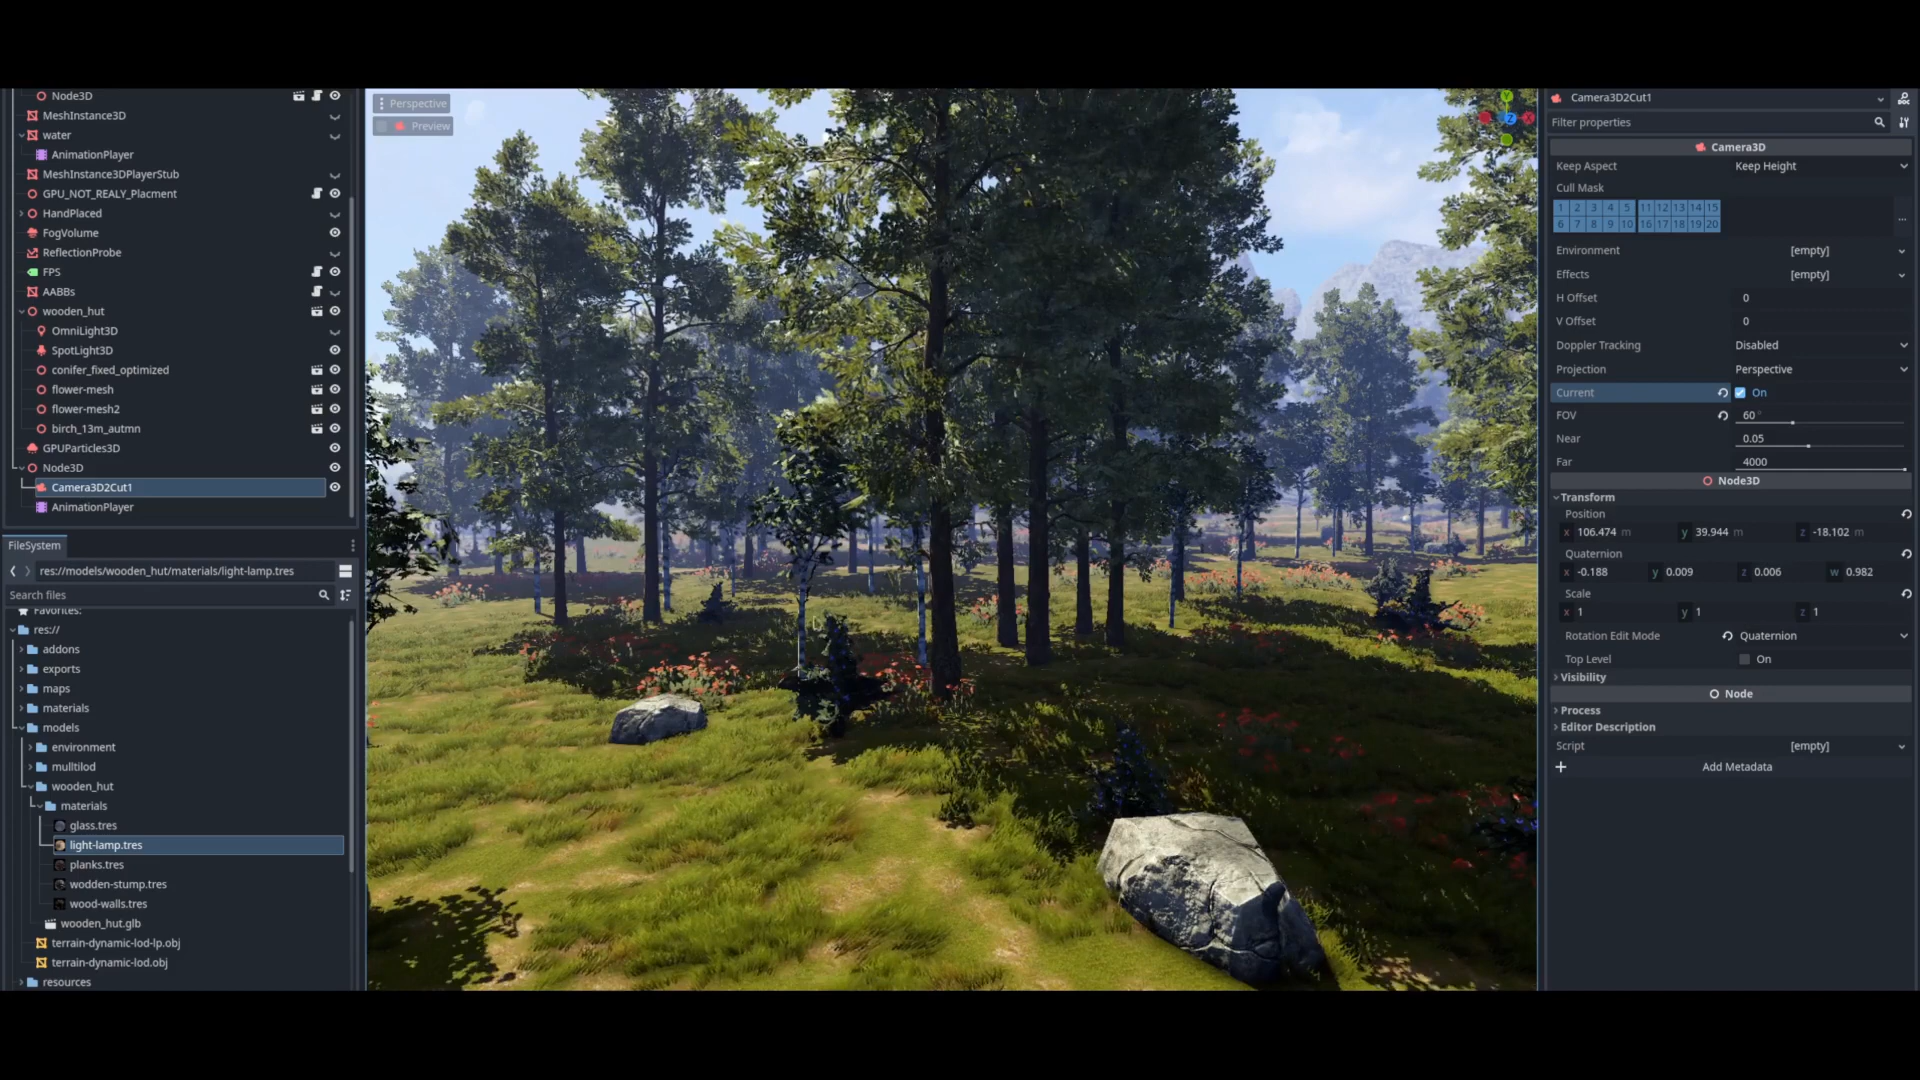 Node3D
MeshInstance3D
water
AnimationPlayer
MeshInstance3DPlayerStub
GPU_NOT_REALY_Placment
HandPlaced
FogVolume
ReflectionProbe
FPS
AABBs
wooden_hut
OmniLight3D
SpotLight3D
conifer_fixed_optimized
flower-mesh
flower-mesh2
birch_13m_autmn
GPUParticles3D
Node3D
Camera3D2Cut1
AnimationPlayer
FileSystem
res://models/wooden_hut/materials/light-lamp.tres
Search files
Favorites:
res://
addons
exports
maps
materials
models
environment
mulltilod
wooden_hut
materials
glass.tres
light-lamp.tres
planks.tres
wodden-stump.tres
wood-walls.tres
wooden_hut.glb
terrain-dynamic-lod-lp.obj
terrain-dynamic-lod.obj
resources
Perspective
Preview
Y
Z
X
Camera3D2Cut1
DOC
Filter properties
Camera3D
Keep Aspect Keep Height
Cull Mask
1 2 3 4 5 11 12 13 14 15
6 7 8 9 10 16 17 18 19 20
Environment [empty]
Effects [empty]
H Offset 0
V Offset 0
Doppler Tracking Disabled
Projection Perspective
Current On
FOV 60 °
Near 0.05
Far 4000
Node3D
Transform
Position
x 106.474 m y 39.944 m z -18.102 m
Quaternion
x -0.188 y 0.009 z 0.006 w 0.982
Scale
x 1 y 1 z 1
Rotation Edit Mode Quaternion
Top Level On
Visibility
Node
Process
Editor Description
Script [empty]
Add Metadata